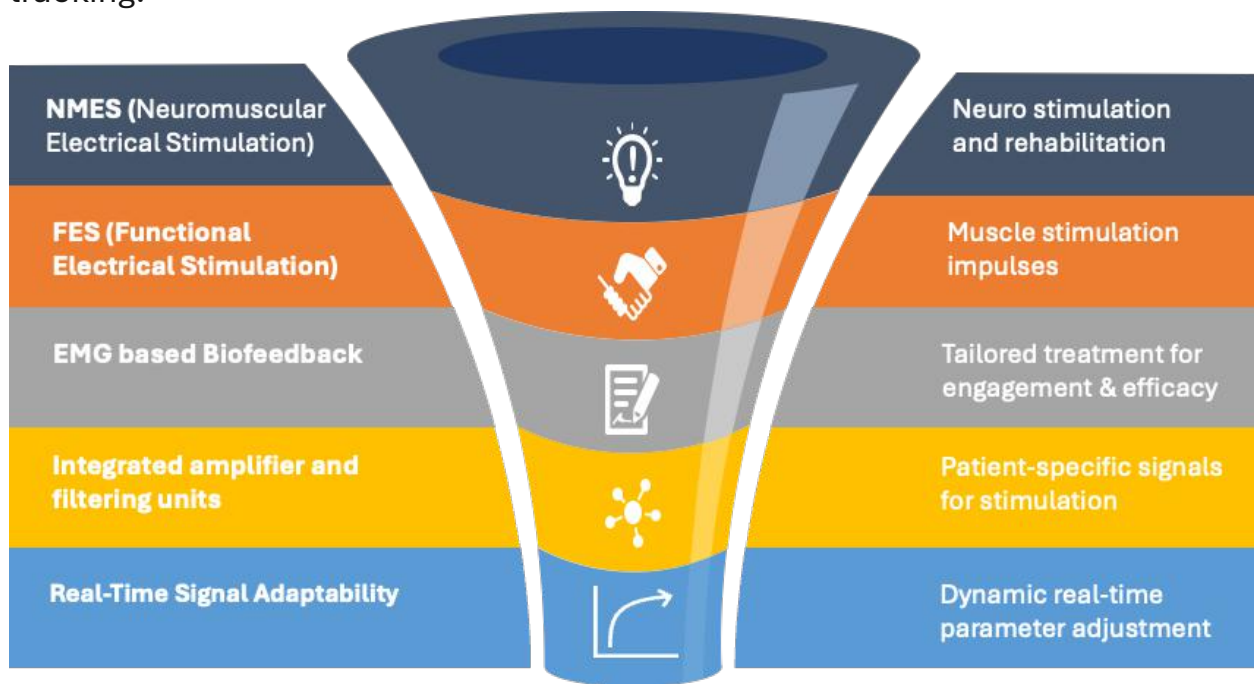 tracking.
NMES (Neuromuscular
Electrical Stimulation)
Neuro stimulation
and rehabilitation
FES (Functional
Electrical Stimulation)
Muscle stimulation
impulses
EMG based Biofeedback
Tailored treatment for
engagement & efficacy
Integrated amplifier and
filtering units
Patient-specific signals
for stimulation
Real-Time Signal Adaptability
Dynamic real-time
parameter adjustment